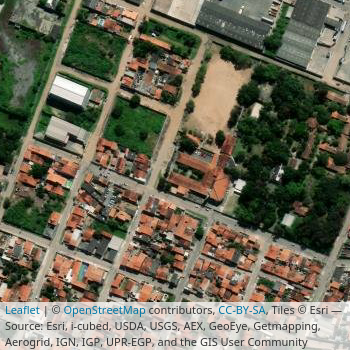 Leaflet | © OpenStreetMap contributors, CC-BY-SA, Tiles © Esri —
Source: Esri, i-cubed, USDA, USGS, AEX, GeoEye, Getmapping,
Aerogrid, IGN, IGP, UPR-EGP, and the GIS User Community